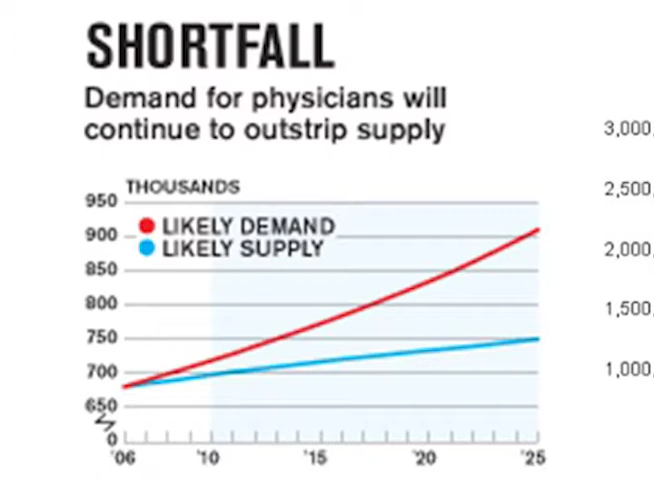 SHORTFALL
Demand for physicians will
continue to outstrip supply
THOUSANDS
950
LIKELY DEMAND
900
LIKELY SUPPLY
850
800
750
700
650
0
'06 '10 '15 '20 '25
3,000,
2,500,
2,000,
1,500,
1,000,